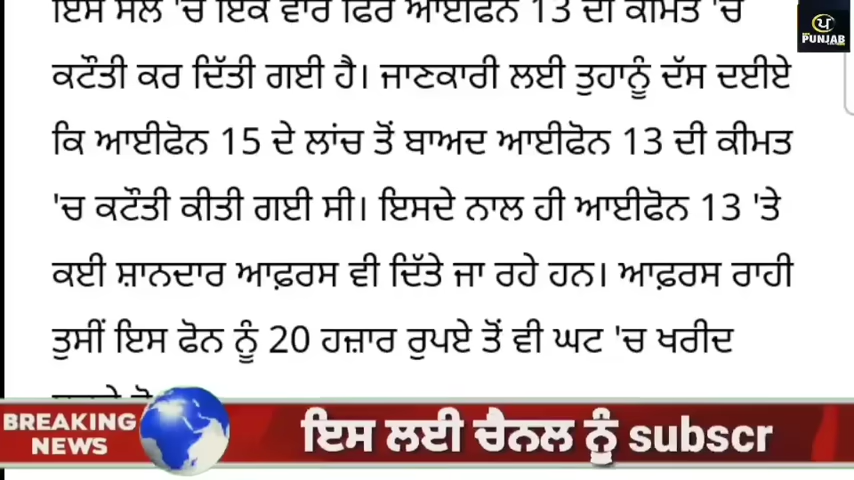 ਇਸ ਸੇਲ 'ਚ ਇਕ ਵਾਰ ਫਿਰ ਆਈਫੋਨ 13 ਦੀ ਕੀਮਤ 'ਚ
ਕਟੌਤੀ ਕਰ ਦਿੱਤੀ ਗਈ ਹੈ। ਜਾਣਕਾਰੀ ਲਈ ਤੁਹਾਨੂੰ ਦੱਸ ਦਈਏ
ਕਿ ਆਈਫੋਨ 15 ਦੇ ਲਾਂਚ ਤੋਂ ਬਾਅਦ ਆਈਫੋਨ 13 ਦੀ ਕੀਮਤ
'ਚ ਕਟੌਤੀ ਕੀਤੀ ਗਈ ਸੀ। ਇਸਦੇ ਨਾਲ ਹੀ ਆਈਫੋਨ 13 'ਤੇ
ਕਈ ਸ਼ਾਨਦਾਰ ਆਫ਼ਰਸ ਵੀ ਦਿੱਤੇ ਜਾ ਰਹੇ ਹਨ। ਆਫ਼ਰਸ ਰਾਹੀ
ਤੁਸੀਂ ਇਸ ਫੋਨ ਨੂੰ 20 ਹਜ਼ਾਰ ਰੁਪਏ ਤੋਂ ਵੀ ਘਟ 'ਚ ਖਰੀਦ
BREAKING
NEWS
ਇਸ ਲਈ ਚੈਨਲ ਨੂੰ subscr
ਪ
PUNJAB